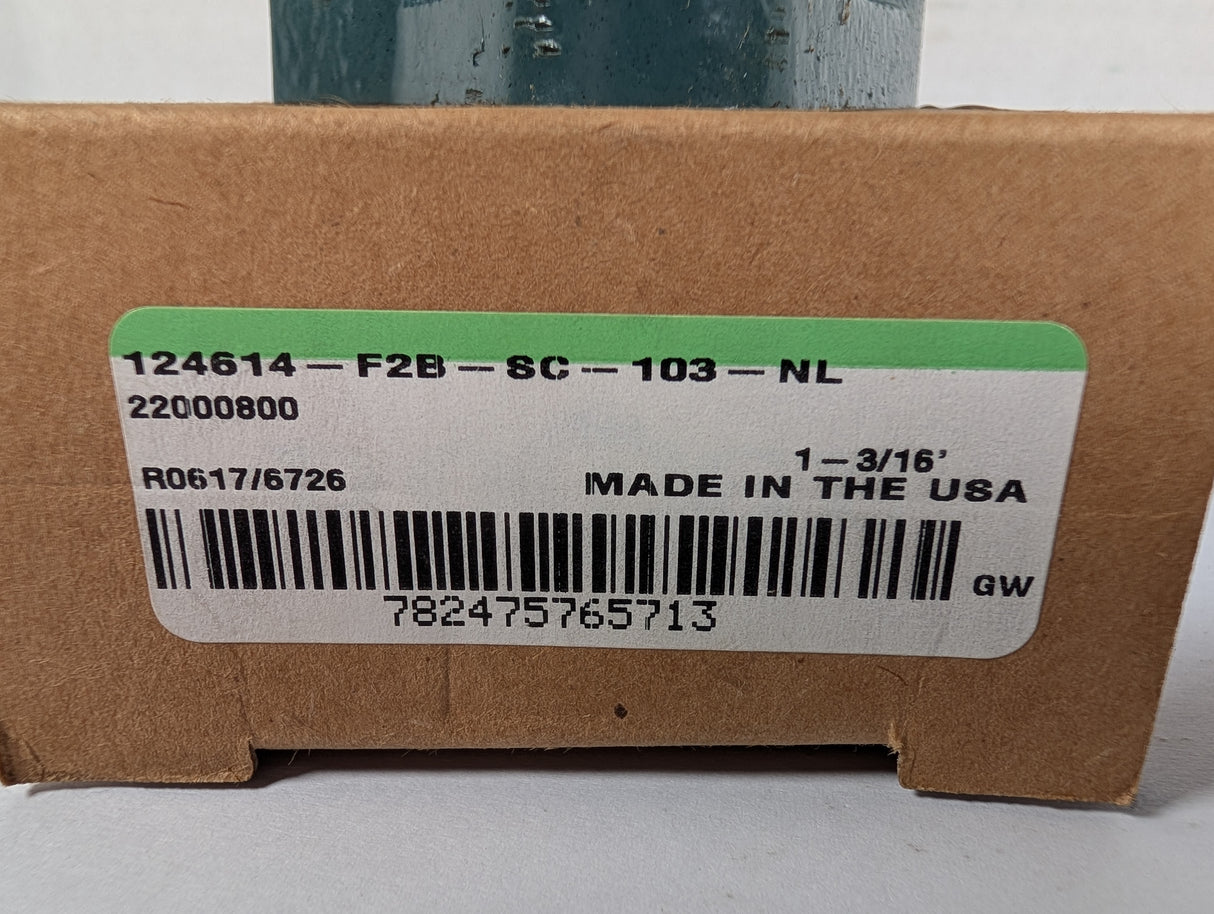 124614-F2B-SC-103-NL
22000800
1-3/16'
R0617/6726
MADE IN THE USA
GW
782475765713